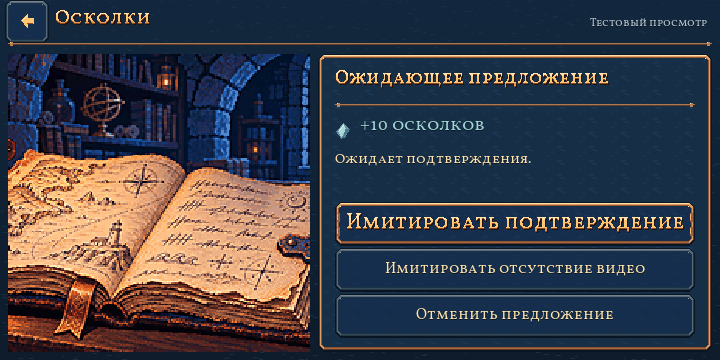 Осколки
Тестовый просмотр
Ожидающее предложение
+10 осколков
Ожидает подтверждения.
Имитировать подтверждение
Имитировать отсутствие видео
Отменить предложение